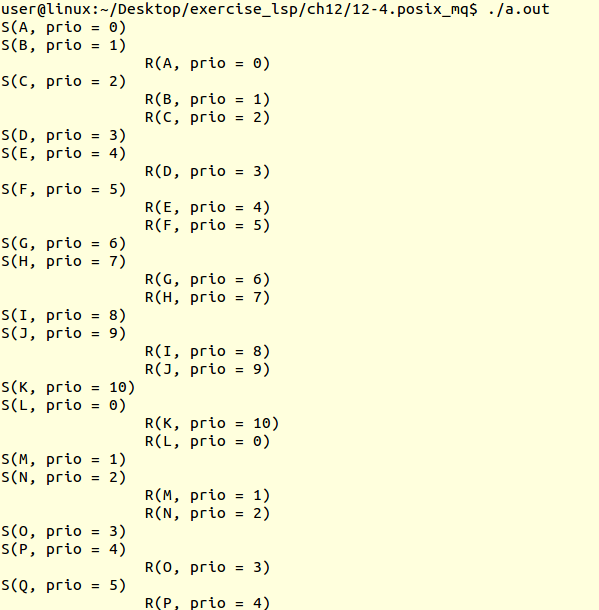 user@linux:~/Desktop/exercise_lsp/ch12/12-4.posix_mq$ ./a.out
S(A, prio = 0)
S(B, prio = 1)
R(A, prio = 0)
S(C, prio = 2)
R(B, prio = 1)
R(C, prio = 2)
S(D, prio = 3)
S(E, prio = 4)
R(D, prio = 3)
S(F, prio = 5)
R(E, prio = 4)
R(F, prio = 5)
S(G, prio = 6)
S(H, prio = 7)
R(G, prio = 6)
R(H, prio = 7)
S(I, prio = 8)
S(J, prio = 9)
R(I, prio = 8)
R(J, prio = 9)
S(K, prio = 10)
S(L, prio = 0)
R(K, prio = 10)
R(L, prio = 0)
S(M, prio = 1)
S(N, prio = 2)
R(M, prio = 1)
R(N, prio = 2)
S(O, prio = 3)
S(P, prio = 4)
R(O, prio = 3)
S(Q, prio = 5)
R(P, prio = 4)